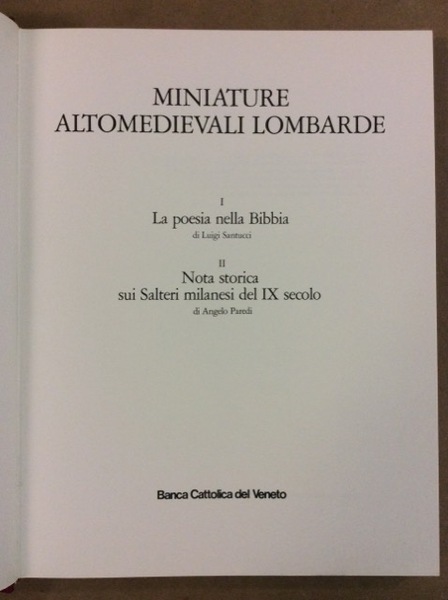 MINIATURE
ALTOMEDIEVALI LOMBARDE
I
La poesia nella Bibbia
di Luigi Santucci
II
Nota storica
sui Salteri milanesi del IX secolo
di Angelo Paredi
Banca Cattolica del Veneto